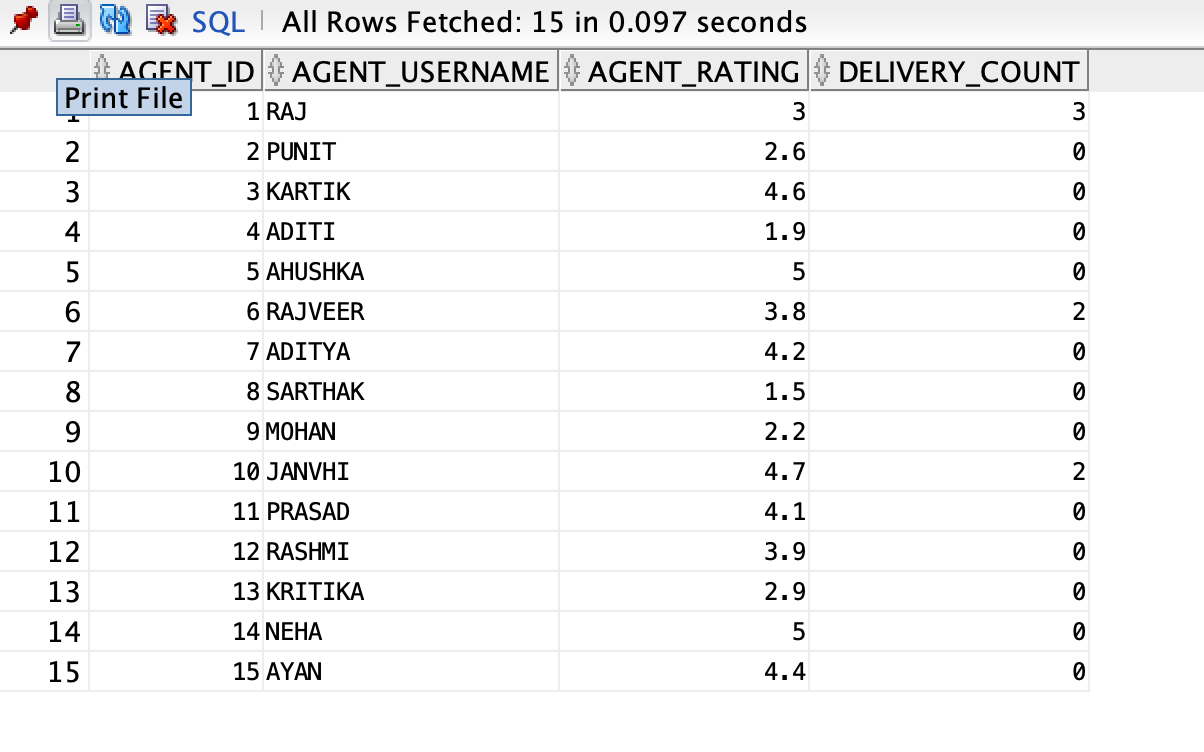 SQL All Rows Fetched: 15 in 0.097 seconds
AGENT_ID AGENT_USERNAME AGENT_RATING DELIVERY_COUNT
Print File
1 1 RAJ 3 3
2 2 PUNIT 2.6 0
3 3 KARTIK 4.6 0
4 4 ADITI 1.9 0
5 5 AHUSHKA 5 0
6 6 RAJVEER 3.8 2
7 7 ADITYA 4.2 0
8 8 SARTHAK 1.5 0
9 9 MOHAN 2.2 0
10 10 JANVHI 4.7 2
11 11 PRASAD 4.1 0
12 12 RASHMI 3.9 0
13 13 KRITIKA 2.9 0
14 14 NEHA 5 0
15 15 AYAN 4.4 0